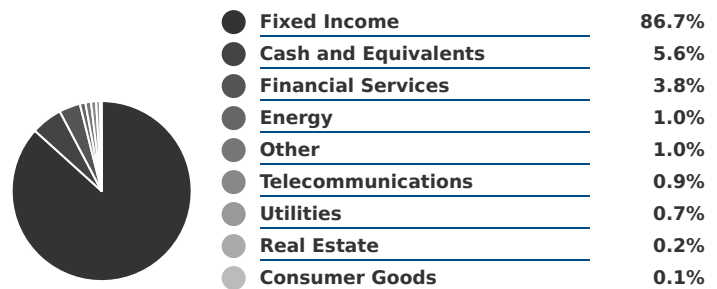 Fixed Income 86.7%
Cash and Equivalents 5.6%
Financial Services 3.8%
Energy 1.0%
Other 1.0%
Telecommunications 0.9%
Utilities 0.7%
Real Estate 0.2%
Consumer Goods 0.1%